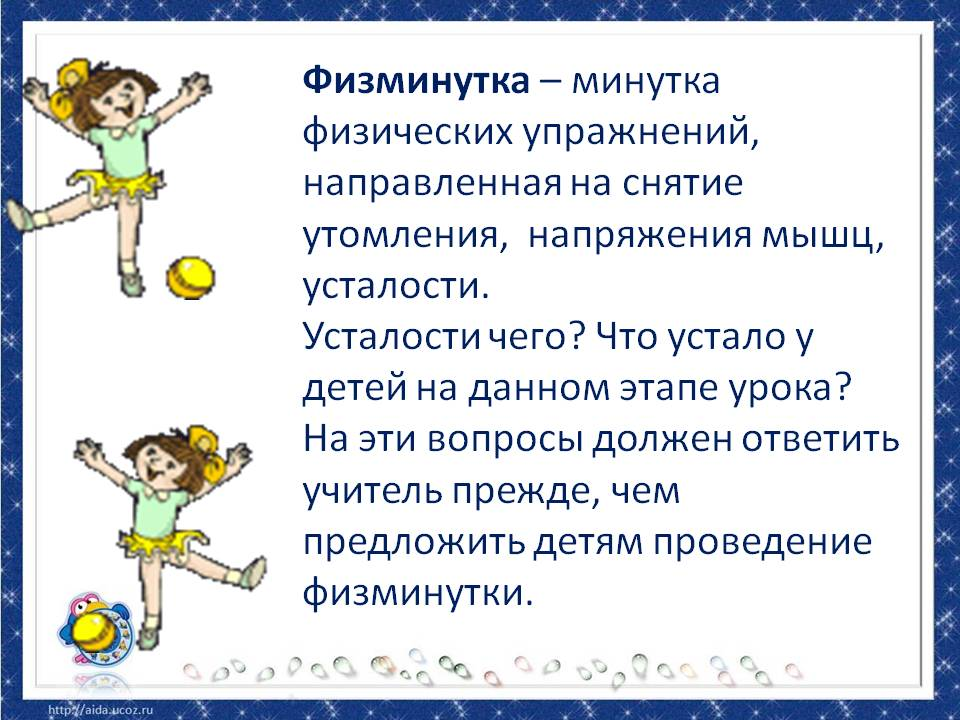 Физминутка – минутка
физических упражнений,
направленная на снятие
утомления, напряжения мышц,
усталости.
Усталости чего? Что устало у
детей на данном этапе урока?
На эти вопросы должен ответить
учитель прежде, чем
предложить детям проведение
физминутки.
http://aida.ucoz.ru